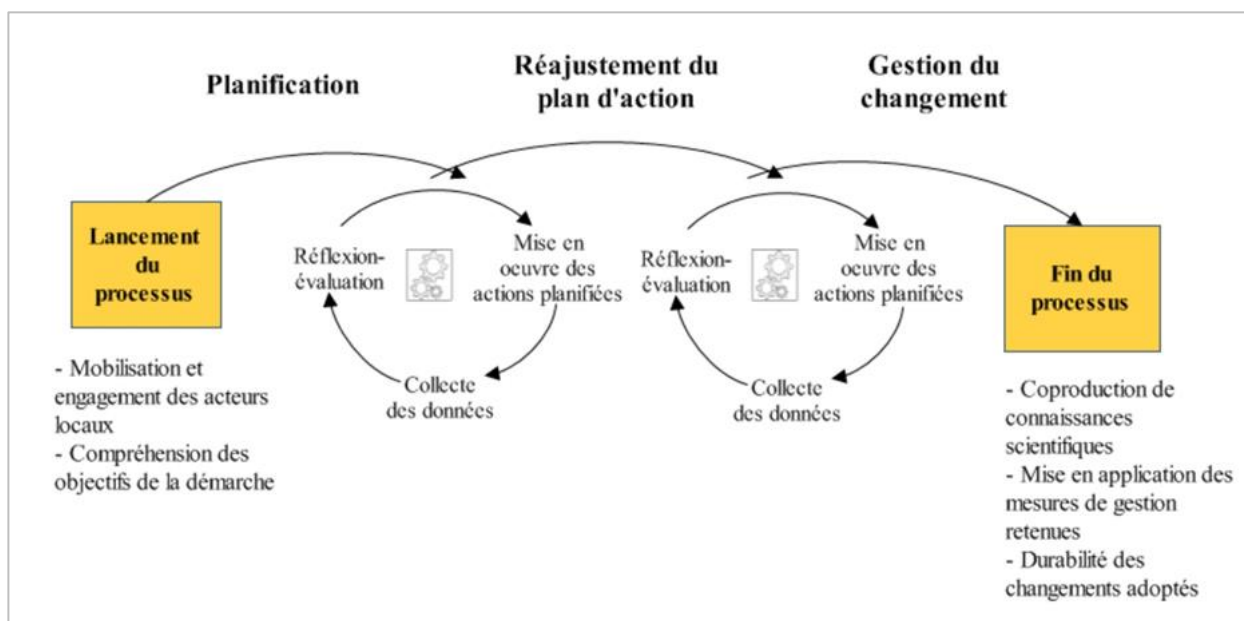 Planification
Réajustement du
plan d'action
Gestion du
changement
Lancement
du
processus
- Mobilisation et
engagement des acteurs
locaux
- Compréhension des
objectifs de la démarche
Réflexion-
évaluation
Mise en
oeuvre des
actions planifiées
Collecte
des données
Réflexion-
évaluation
Mise en
oeuvre des
actions planifiées
Collecte
des données
Fin du
processus
- Coproduction de
connaissances
scientifiques
- Mise en application des
mesures de gestion
retenues
- Durabilité des
changements adoptés